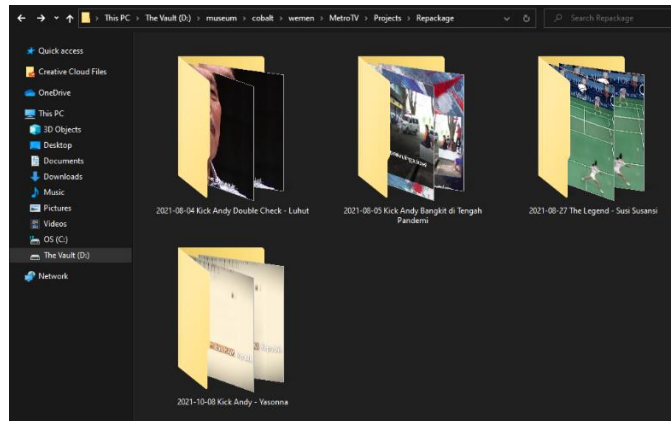 This PC > The Vault (D:) > museum > cobalt > wemen > MetroTV > Projects > Repackage
Search Repackage
Quick access
Creative Cloud Files
OneDrive
This PC
3D Objects
Desktop
Documents
Downloads
Music
Pictures
Videos
OS (C:)
The Vault (D:)
Network
2021-08-04 Kick Andy Double Check - Luhut
2021-08-05 Kick Andy Bangkit di Tengah
Pandemi
2021-08-27 The Legend - Susi Susansi
2021-10-08 Kick Andy - Yasonna